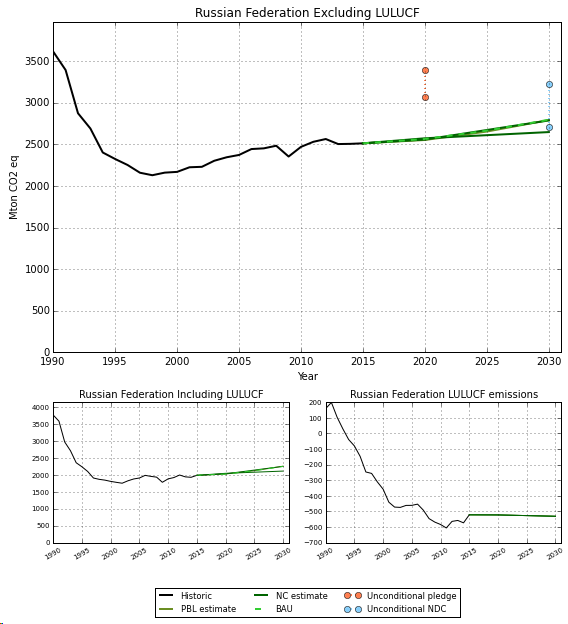 Russian Federation Excluding LULUCF
3500
3000
2500
2000
1500
1000
500
0
Mton CO2 eq
1990 1995 2000 2005 2010 2015 2020 2025 2030
Year
Russian Federation Including LULUCF
4000
3500
3000
2500
2000
1500
1000
500
0
1990 1995 2000 2005 2010 2015 2020 2025 2030
Russian Federation LULUCF emissions
200
100
0
−100
−200
−300
−400
−500
−600
−700
1990 1995 2000 2005 2010 2015 2020 2025 2030
Historic NC estimate Unconditional pledge
PBL estimate BAU Unconditional NDC